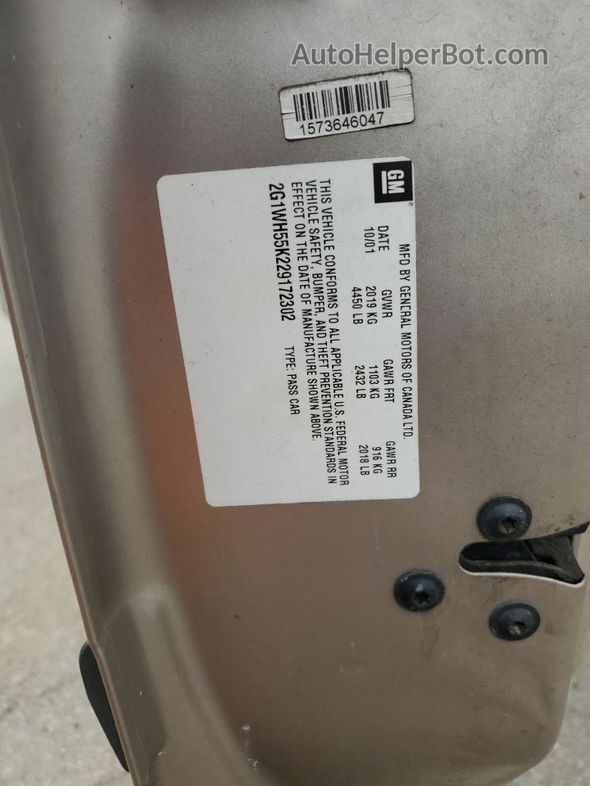 AutoHelperBot.com
1573646047
GM
MFD BY GENERAL MOTORS OF CANADA LTD.
DATE GVWR GAWR FRT GAWR RR
10/01 2019 KG 1103 KG 916 KG
4450 LB 2432 LB 2018 LB
THIS VEHICLE CONFORMS TO ALL APPLICABLE U.S. FEDERAL MOTOR
VEHICLE SAFETY, BUMPER, AND THEFT PREVENTION STANDARDS IN
EFFECT ON THE DATE OF MANUFACTURE SHOWN ABOVE.
2G1WH55K229172302 TYPE: PASS CAR